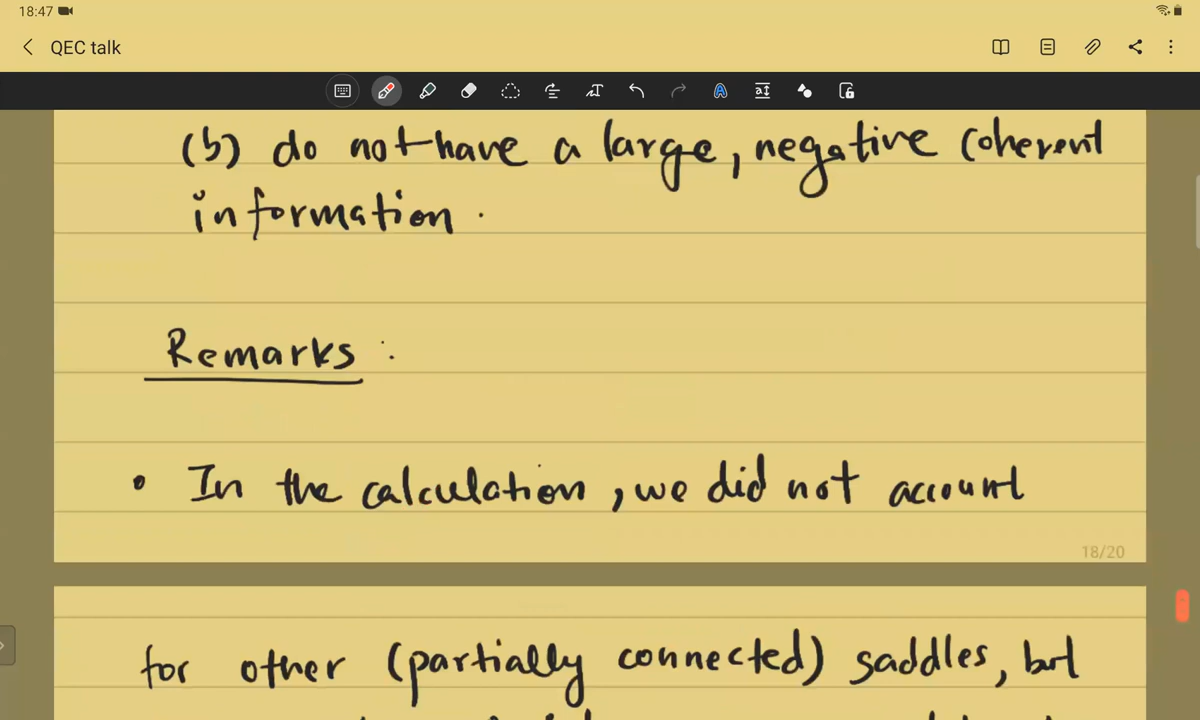 18:47
QEC talk
(b) do not have a large, negative coherent
information.
Remarks:
• In the calculation, we did not account
18/20
for other (partially connected) saddles, but